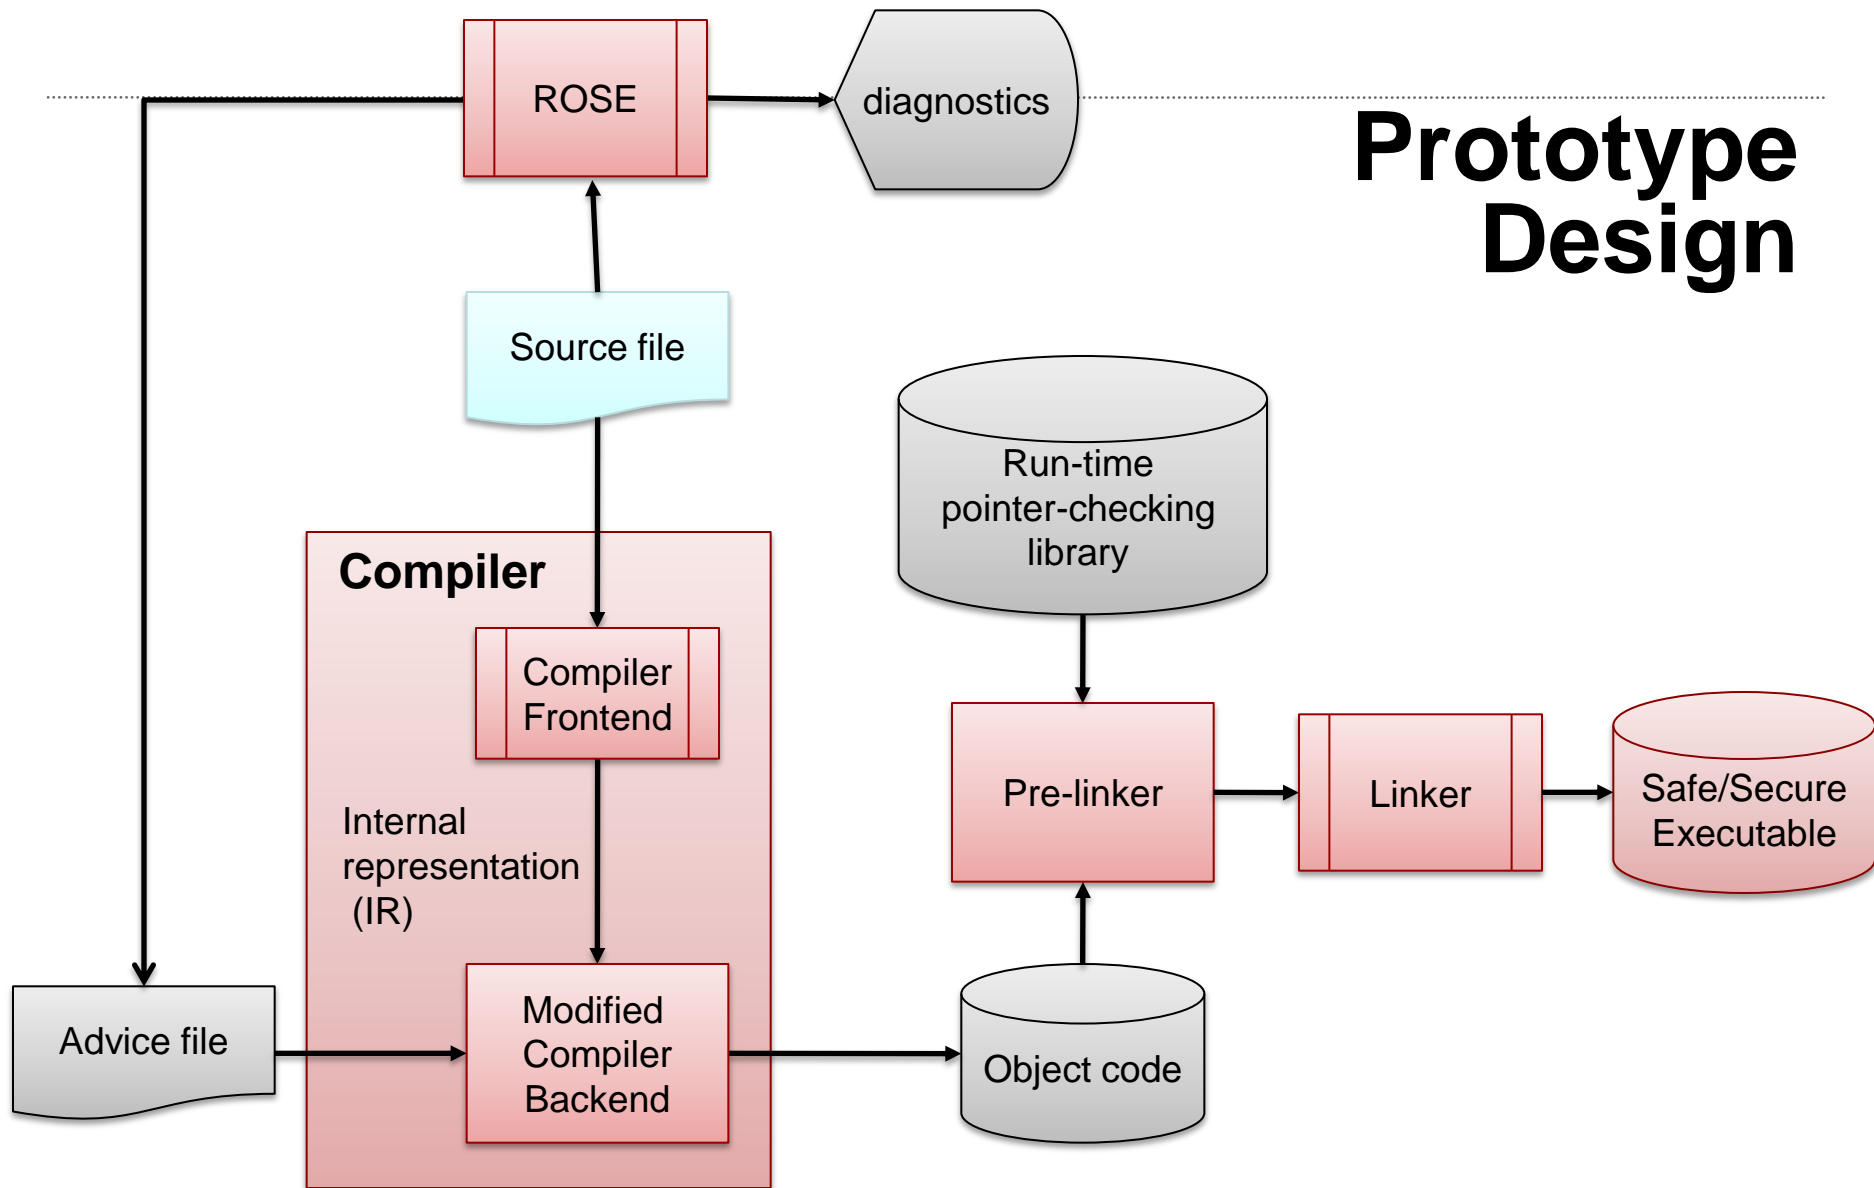 ROSE
diagnostics
Prototype
Design
Source file
Run-time
pointer-checking
library
Compiler
Compiler
Frontend
Internal
representation
(IR)
Pre-linker
Linker
Safe/Secure
Executable
Advice file
Modified
Compiler
Backend
Object code